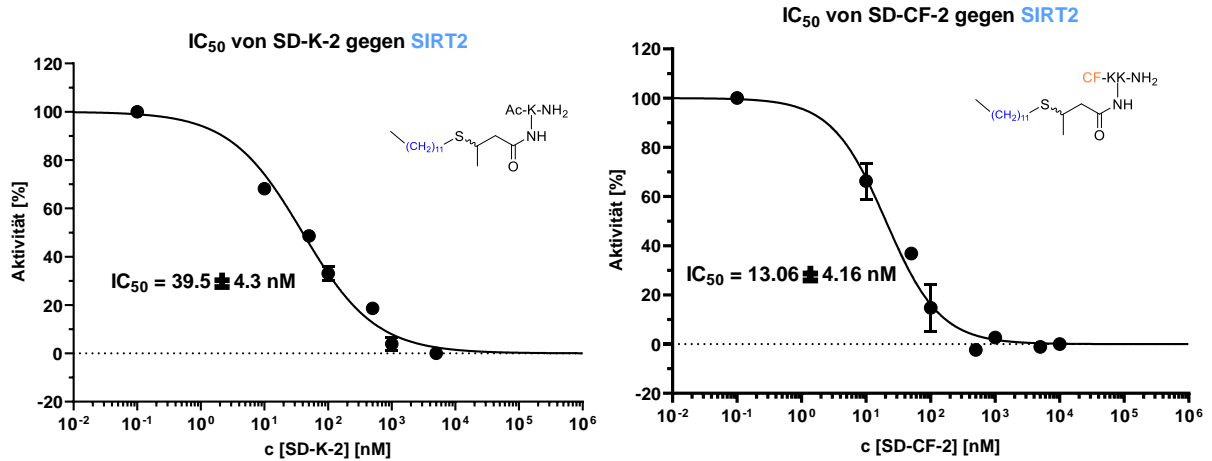 IC50 von SD-K-2 gegen SIRT2
120
100
80
60
40
20
0
-20
Aktivität [%]
10-2
10-1
100
101
102
103
104
105
106
c [SD-K-2] [nM]
IC50 = 39.5 ± 4.3 nM
Ac-K-NH2
NH
S
O
(CH2)11
IC50 von SD-CF-2 gegen SIRT2
120
100
80
60
40
20
0
-20
Aktivität [%]
10-2
10-1
100
101
102
103
104
105
106
c [SD-CF-2] [nM]
IC50 = 13.06 ± 4.16 nM
CF-KK-NH2
NH
S
O
(CH2)11